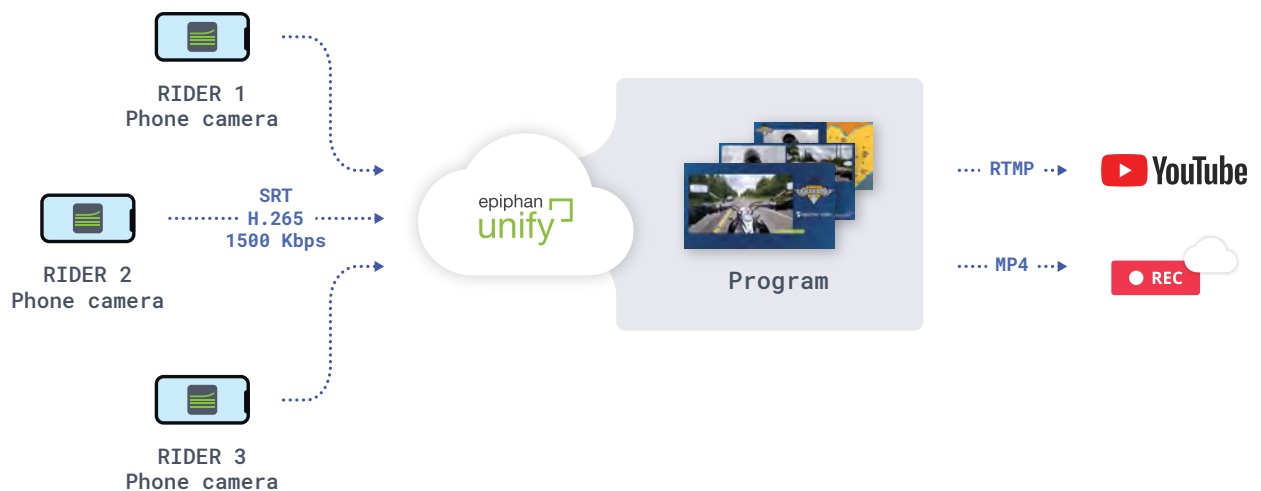 RIDER 1
Phone camera
SRT
H.265
1500 Kbps
RIDER 2
Phone camera
RIDER 3
Phone camera
epiphan
unify
Program
RTMP
YouTube
MP4
REC